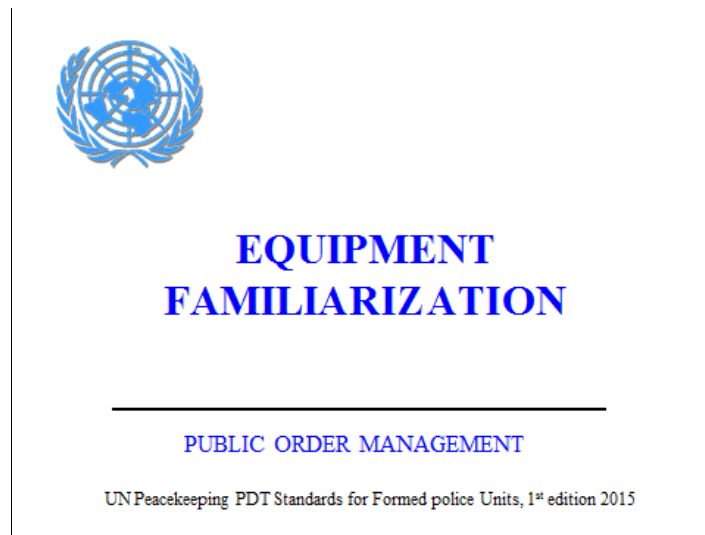 EQUIPMENT
FAMILIARIZATION
PUBLIC ORDER MANAGEMENT
UN Peacekeeping PDT Standards for Formed police Units, 1st edition 2015